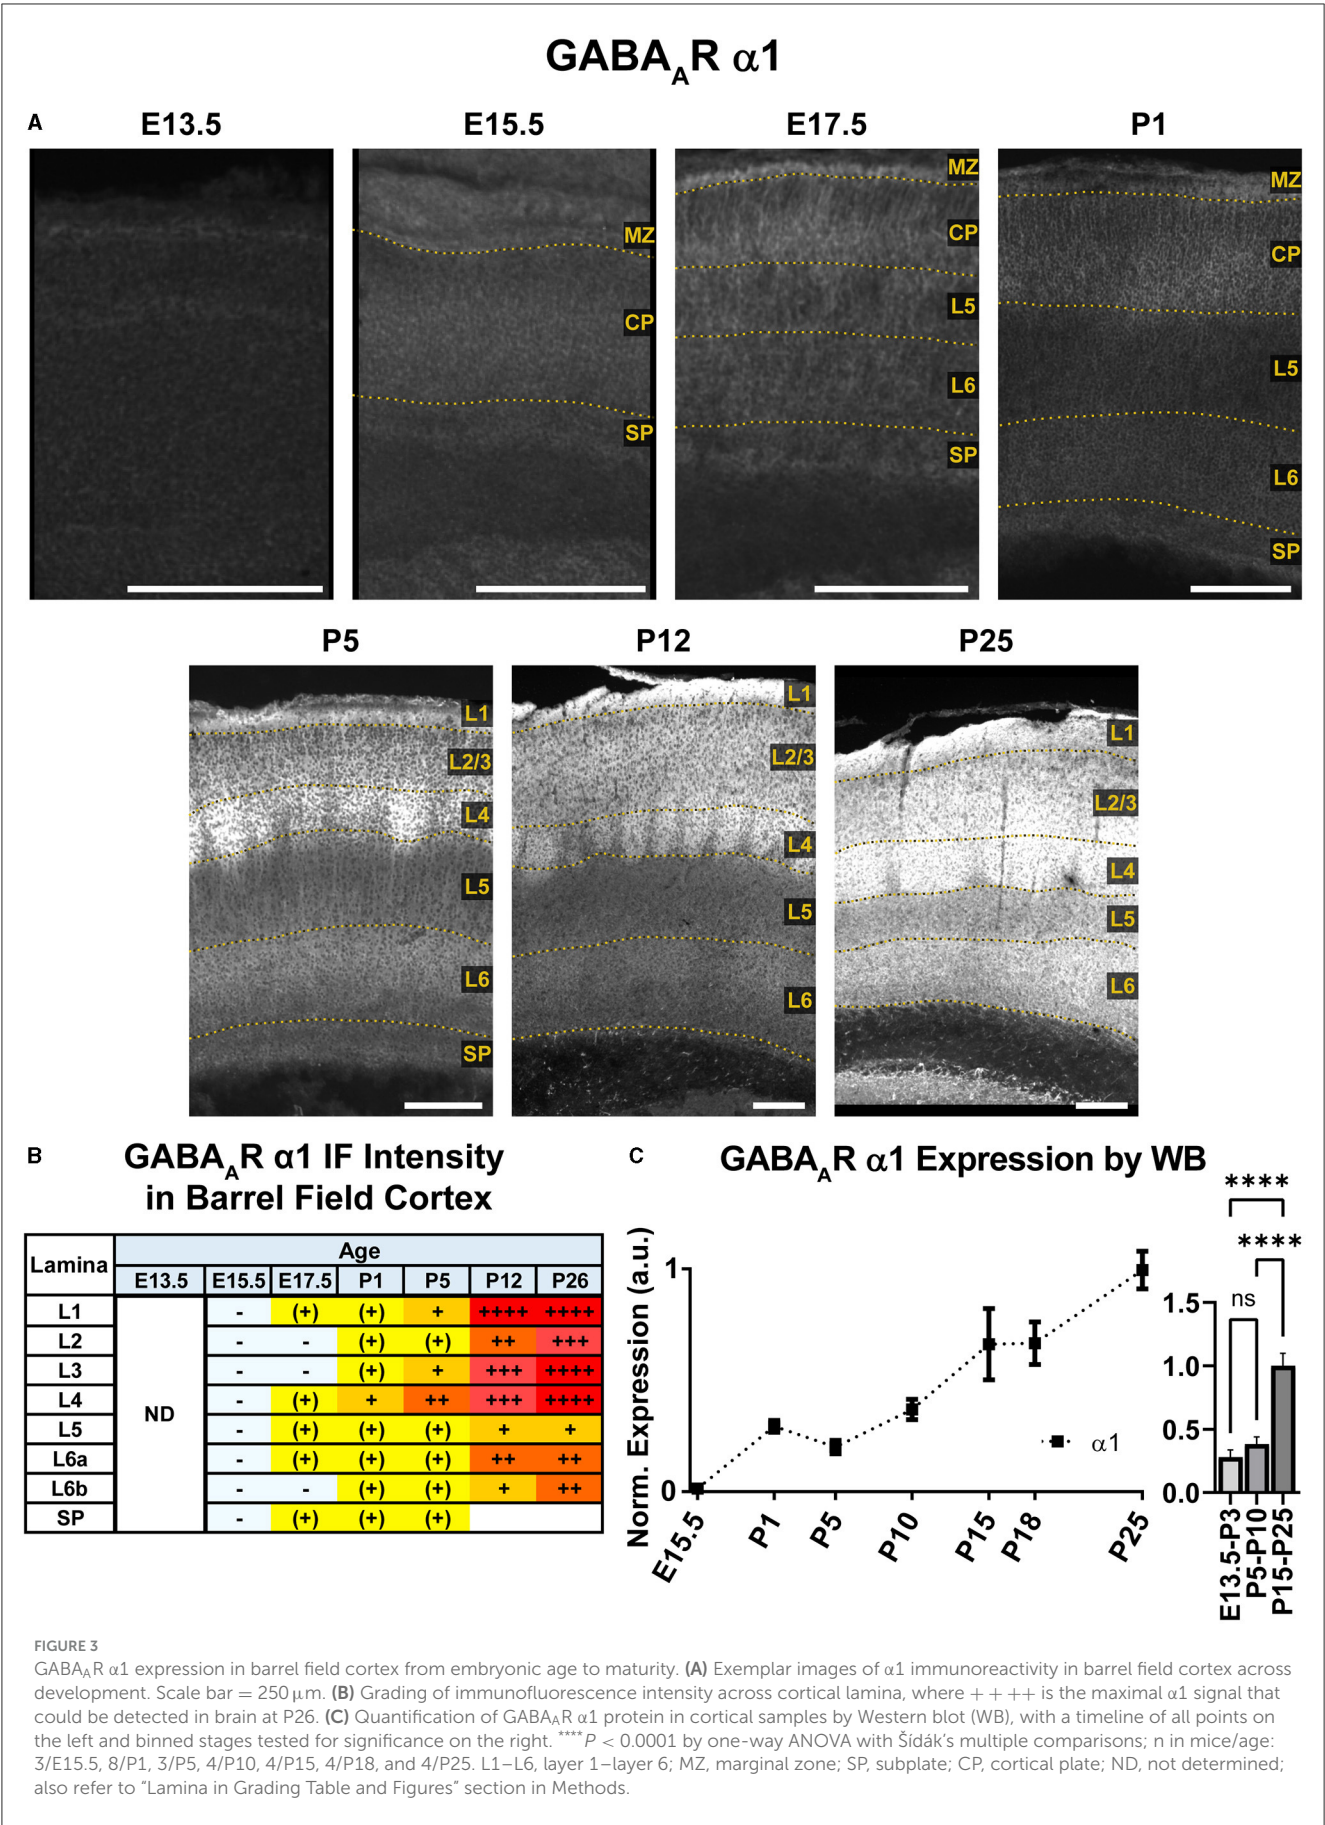 GABA_A R α1
A
E13.5 E15.5 E17.5 P1
MZ
CP
SP
MZ
CP
L5
L6
SP
MZ
CP
L5
L6
SP
P5 P12 P25
L1
L2/3
L4
L5
L6
SP
L1
L2/3
L4
L5
L6
L1
L2/3
L4
L5
L6
B
GABA_A R α1 IF Intensity
in Barrel Field Cortex
Lamina Age
E13.5 E15.5 E17.5 P1 P5 P12 P26
L1 - (+) (+) + ++++ ++++
L2 - - (+) (+) ++ +++
L3 - - (+) + +++ ++++
L4 ND - (+) + ++ +++ ++++
L5 - (+) (+) (+) + +
L6a - (+) (+) (+) ++ ++
L6b - - (+) (+) + ++
SP - (+) (+) (+)
C
GABA_A R α1 Expression by WB
Norm. Expression (a.u.)
1
0
E15.5 P1 P5 P10 P15 P18 P25
α1
****
****
ns
1.5
1.0
0.5
0.0
E13.5-P3
P5-P10
P15-P25
FIGURE 3
GABA_A R α1 expression in barrel field cortex from embryonic age to maturity. (A) Exemplar images of α1 immunoreactivity in barrel field cortex across
development. Scale bar = 250 μm. (B) Grading of immunofluorescence intensity across cortical lamina, where + + ++ is the maximal α1 signal that
could be detected in brain at P26. (C) Quantification of GABA_A R α1 protein in cortical samples by Western blot (WB), with a timeline of all points on
the left and binned stages tested for significance on the right. ****P < 0.0001 by one-way ANOVA with Šídák's multiple comparisons; n in mice/age:
3/E15.5, 8/P1, 3/P5, 4/P10, 4/P15, 4/P18, and 4/P25. L1–L6, layer 1–layer 6; MZ, marginal zone; SP, subplate; CP, cortical plate; ND, not determined;
also refer to "Lamina in Grading Table and Figures" section in Methods.